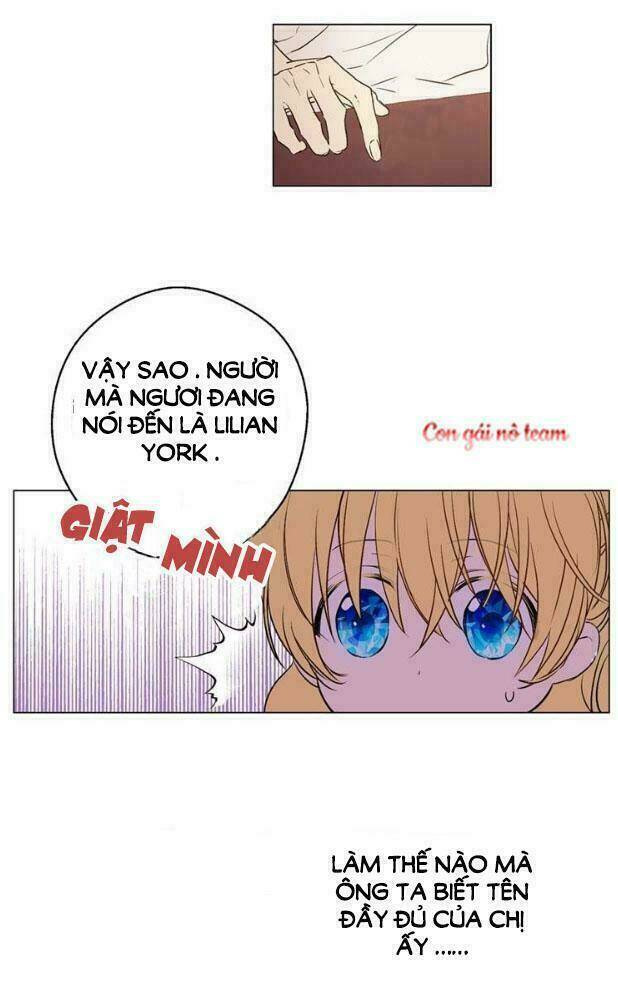 VẬY SAO . NGƯỜI
MÀ NGƯƠI ĐANG
NÓI ĐẾN LÀ LILIAN
YORK .
Con gái nô team
GIẬT
MÌNH
LÀM THẾ NÀO MÀ
ÔNG TA BIẾT TÊN
ĐẦY ĐỦ CỦA CHỊ
ẤY ......